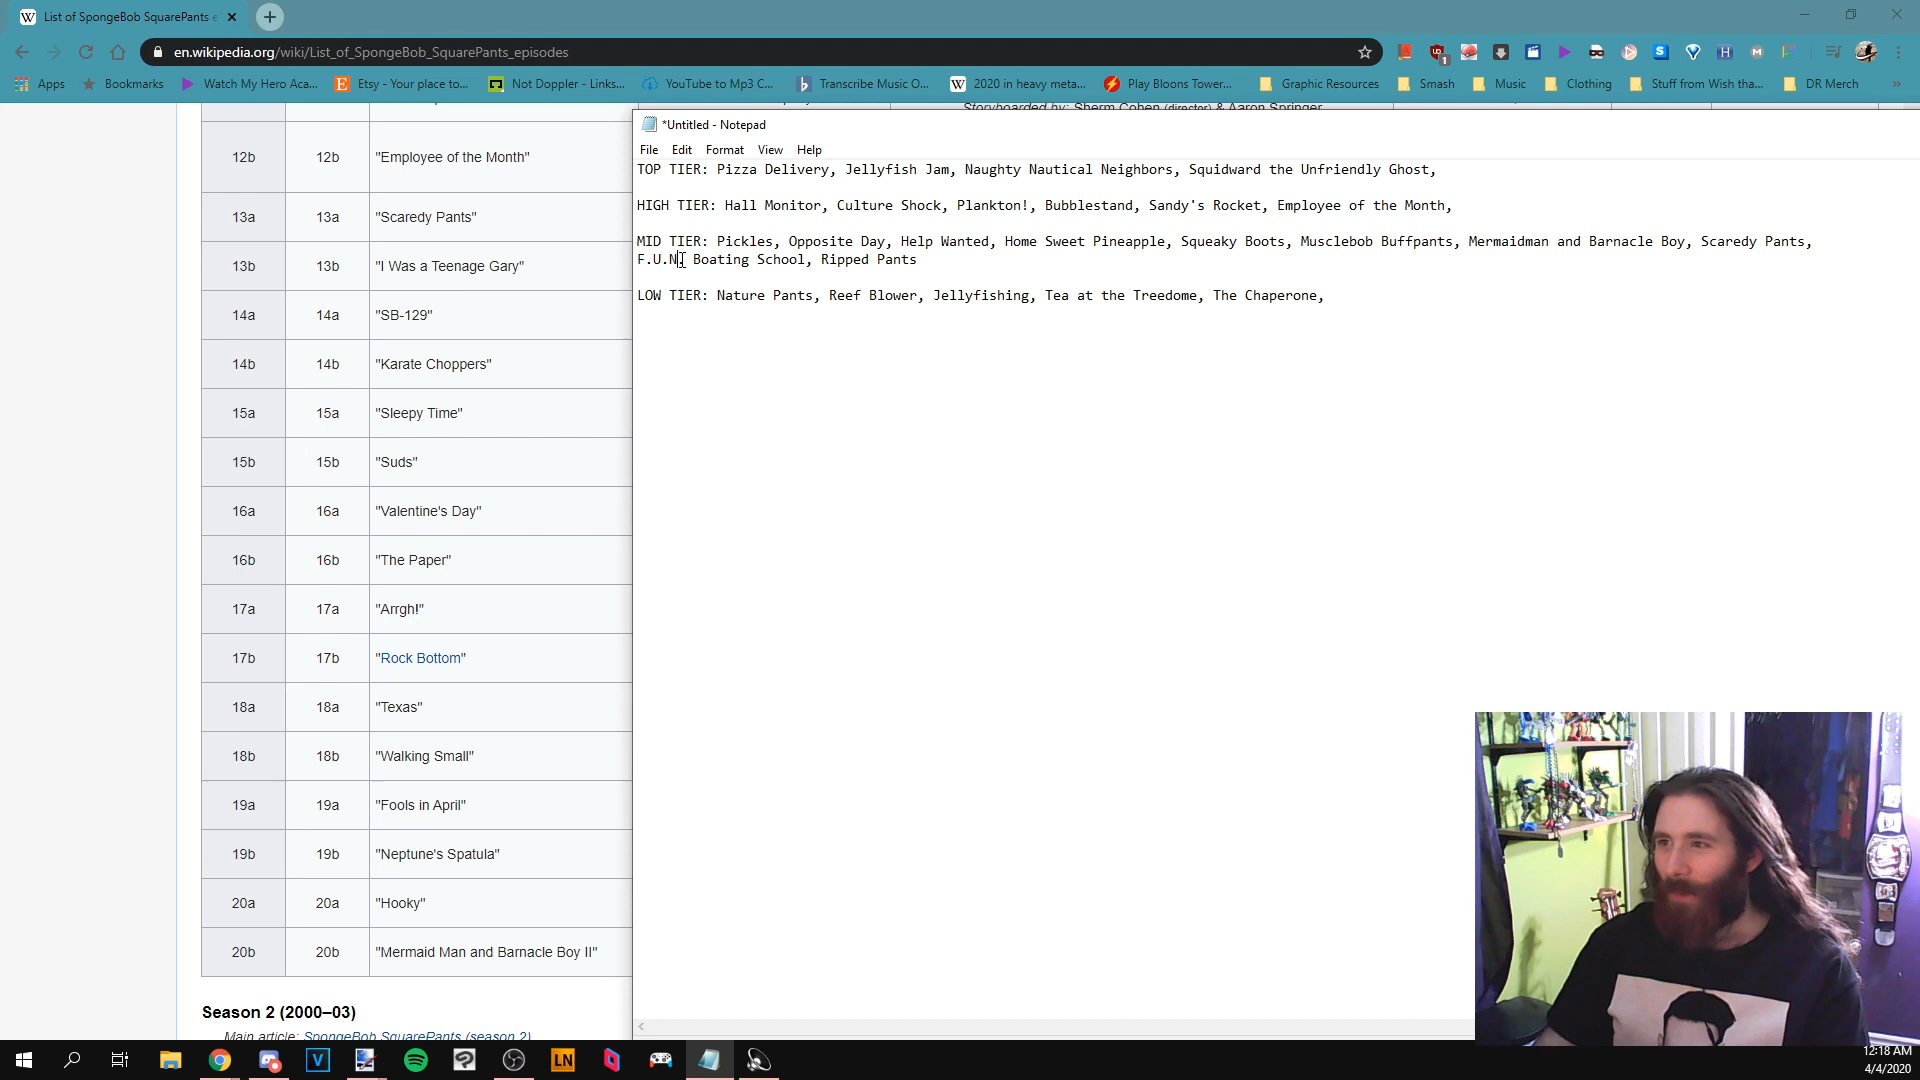 List of SpongeBob SquarePants e
en.wikipedia.org/wiki/List_of_SpongeBob_SquarePants_episodes
Apps
Bookmarks
Watch My Hero Aca...
Etsy - Your place to...
Not Doppler - Links...
YouTube to Mp3 C...
Transcribe Music O...
2020 in heavy meta...
Play Bloons Tower...
Graphic Resources
Smash
Music
Clothing
Stuff from Wish tha...
DR Merch
Storyboarded by: Sherm Cohen (director) & Aaron Springer
*Untitled - Notepad
File Edit Format View Help
TOP TIER: Pizza Delivery, Jellyfish Jam, Naughty Nautical Neighbors, Squidward the Unfriendly Ghost,
HIGH TIER: Hall Monitor, Culture Shock, Plankton!, Bubblestand, Sandy's Rocket, Employee of the Month,
MID TIER: Pickles, Opposite Day, Help Wanted, Home Sweet Pineapple, Squeaky Boots, Musclebob Buffpants, Mermaidman and Barnacle Boy, Scaredy Pants,
F.U.N. Boating School, Ripped Pants
LOW TIER: Nature Pants, Reef Blower, Jellyfishing, Tea at the Treedome, The Chaperone,
12b 12b "Employee of the Month"
13a 13a "Scaredy Pants"
13b 13b "I Was a Teenage Gary"
14a 14a "SB-129"
14b 14b "Karate Choppers"
15a 15a "Sleepy Time"
15b 15b "Suds"
16a 16a "Valentine's Day"
16b 16b "The Paper"
17a 17a "Arrgh!"
17b 17b "Rock Bottom"
18a 18a "Texas"
18b 18b "Walking Small"
19a 19a "Fools in April"
19b 19b "Neptune's Spatula"
20a 20a "Hooky"
20b 20b "Mermaid Man and Barnacle Boy II"
Season 2 (2000–03)
Main article: SpongeBob SquarePants (season 2)
12:18 AM
4/4/2020